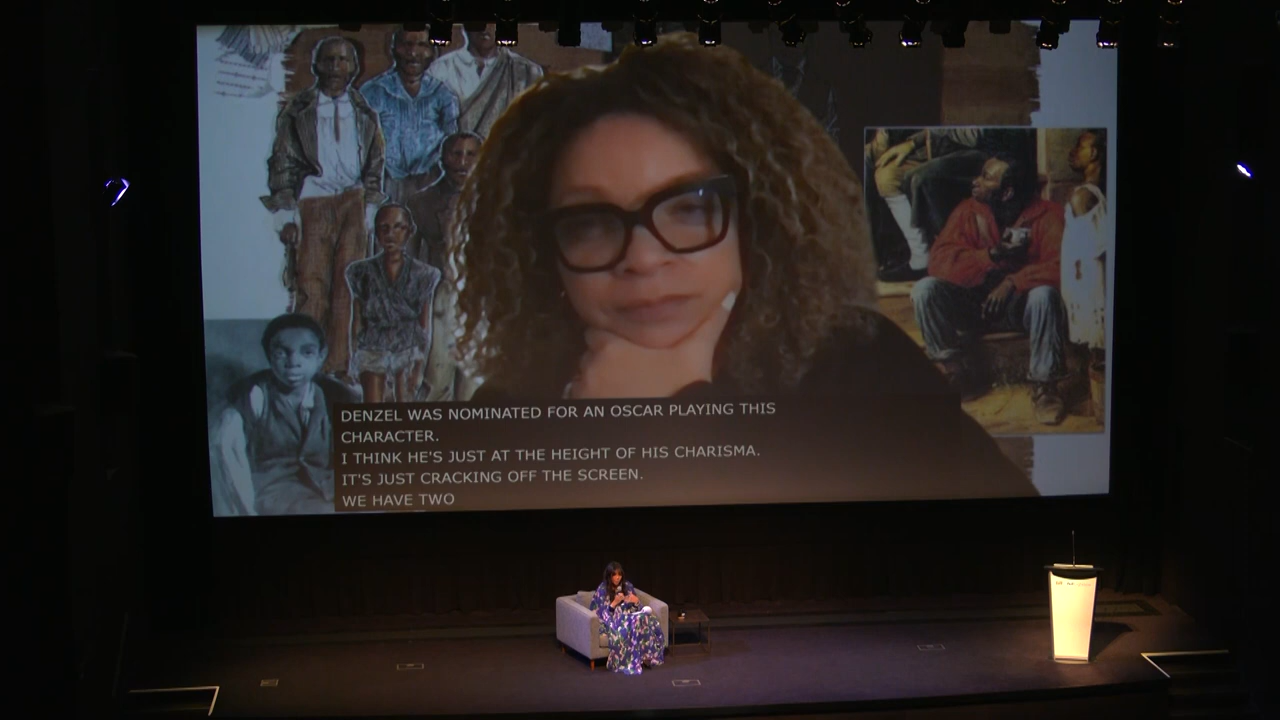 DENZEL WAS NOMINATED FOR AN OSCAR PLAYING THIS
CHARACTER.
I THINK HE'S JUST AT THE HEIGHT OF HIS CHARISMA.
IT'S JUST CRACKING OFF THE SCREEN.
WE HAVE TWO